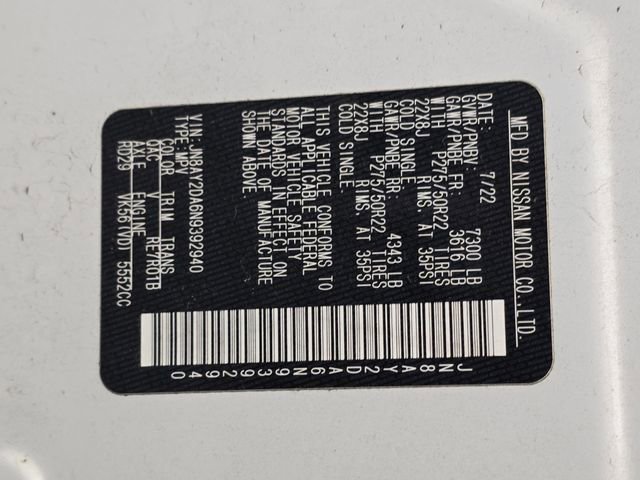 MFD BY NISSAN MOTOR CO.,LTD.
DATE: 7/22
GVWR/PNBV: 7300 LB
GAWR/PNBE FR: 3616 LB
WITH P275/50R22 TIRES
22X8J RIMS, AT 35PSI
COLD SINGLE
GAWR/PNBE RR: 4343 LB
WITH P275/50R22 TIRES
22X8J RIMS, AT 35PSI
COLD SINGLE
THIS VEHICLE CONFORMS TO
ALL APPLICABLE FEDERAL
MOTOR VEHICLE SAFETY
STANDARDS IN EFFECT ON
THE DATE OF MANUFACTURE
SHOWN ABOVE.
VIN: JN8AY2DA6N9392940
TYPE: MPV
COLOR TRIM TRANS
V RE7R01B
AXLE ENGINE
RD29 VK56(VD) 5552CC
JN8AY2DA6N9392940